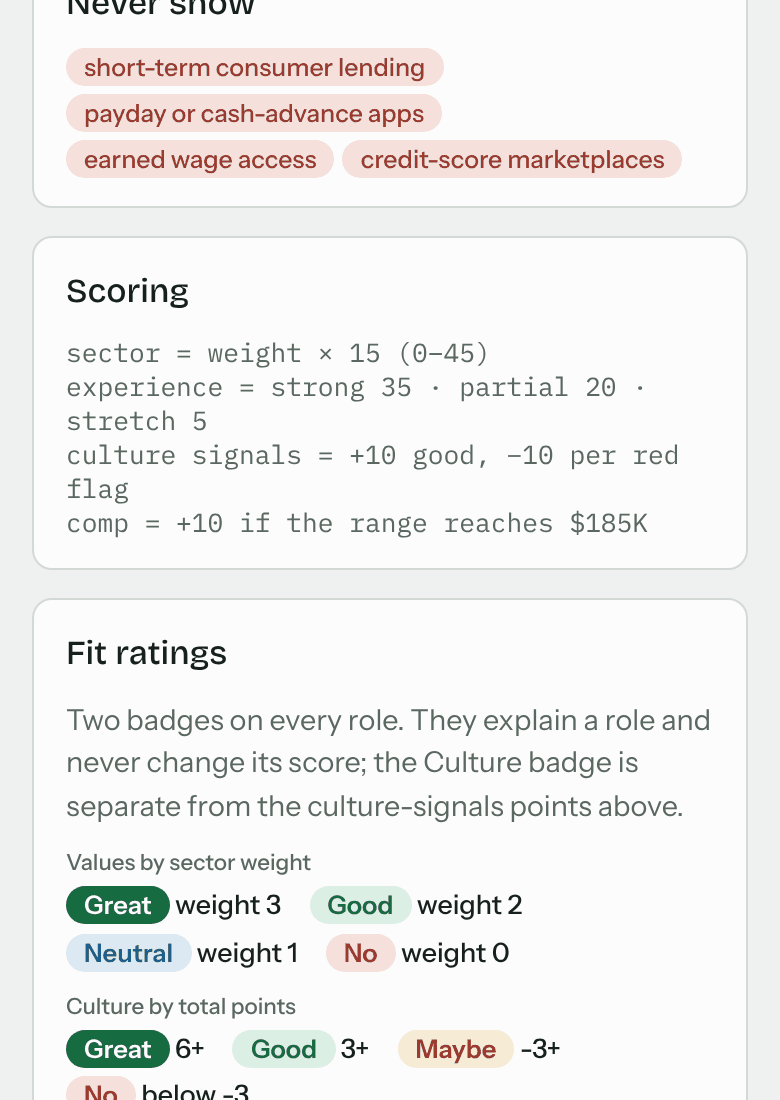 Never show
short-term consumer lending
payday or cash-advance apps
earned wage access credit-score marketplaces
Scoring
sector = weight × 15 (0–45)
experience = strong 35 · partial 20 ·
stretch 5
culture signals = +10 good, −10 per red
flag
comp = +10 if the range reaches $185K
Fit ratings
Two badges on every role. They explain a role and
never change its score; the Culture badge is
separate from the culture-signals points above.
Values by sector weight
Great weight 3 Good weight 2
Neutral weight 1 No weight 0
Culture by total points
Great 6+ Good 3+ Maybe -3+
No below -3